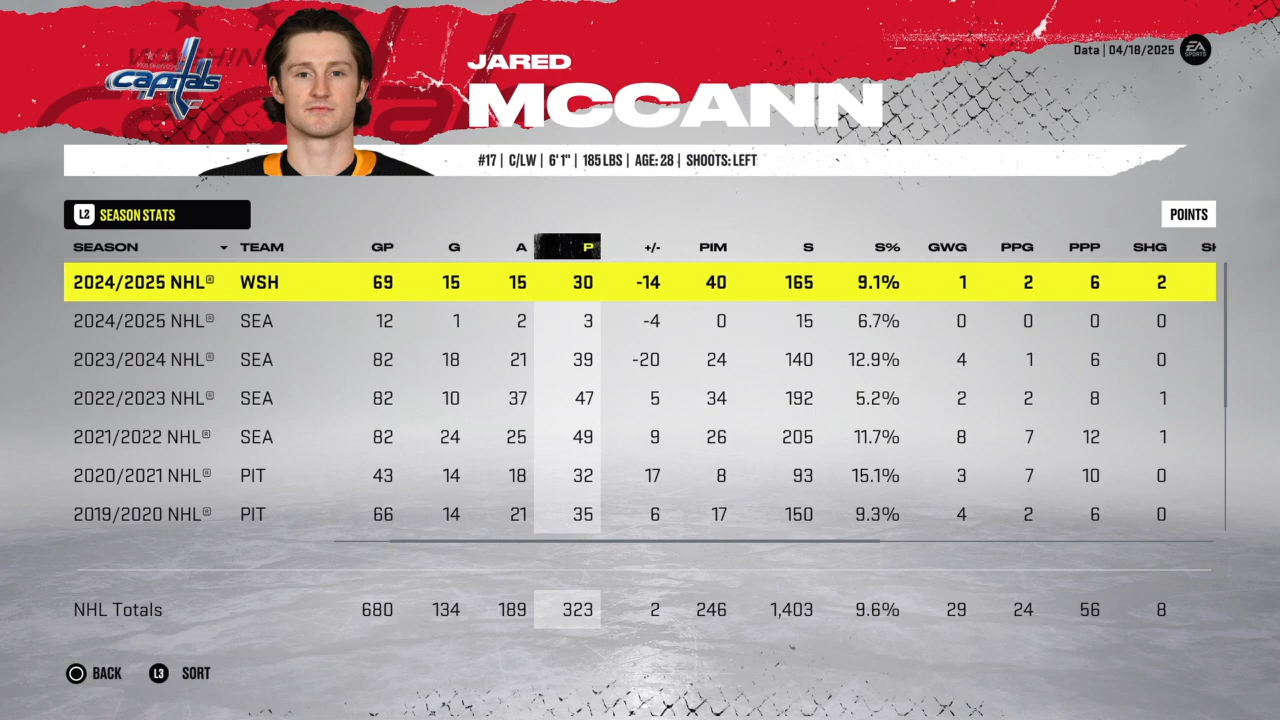 WASHIN
capitals
JARED
MCCANN
Data | 04/18/2025
EA SPORTS
#17 | C/LW | 6' 1" | 185 LBS | AGE: 28 | SHOOTS: LEFT
L2 SEASON STATS
POINTS
SEASON TEAM GP G A P +/- PIM S S% GWG PPG PPP SHG
2024/2025 NHL® WSH 69 15 15 30 -14 40 165 9.1% 1 2 6 2
2024/2025 NHL® SEA 12 1 2 3 -4 0 15 6.7% 0 0 0 0
2023/2024 NHL® SEA 82 18 21 39 -20 24 140 12.9% 4 1 6 0
2022/2023 NHL® SEA 82 10 37 47 5 34 192 5.2% 2 2 8 1
2021/2022 NHL® SEA 82 24 25 49 9 26 205 11.7% 8 7 12 1
2020/2021 NHL® PIT 43 14 18 32 17 8 93 15.1% 3 7 10 0
2019/2020 NHL® PIT 66 14 21 35 6 17 150 9.3% 4 2 6 0
NHL Totals 680 134 189 323 2 246 1,403 9.6% 29 24 56 8
BACK L3 SORT